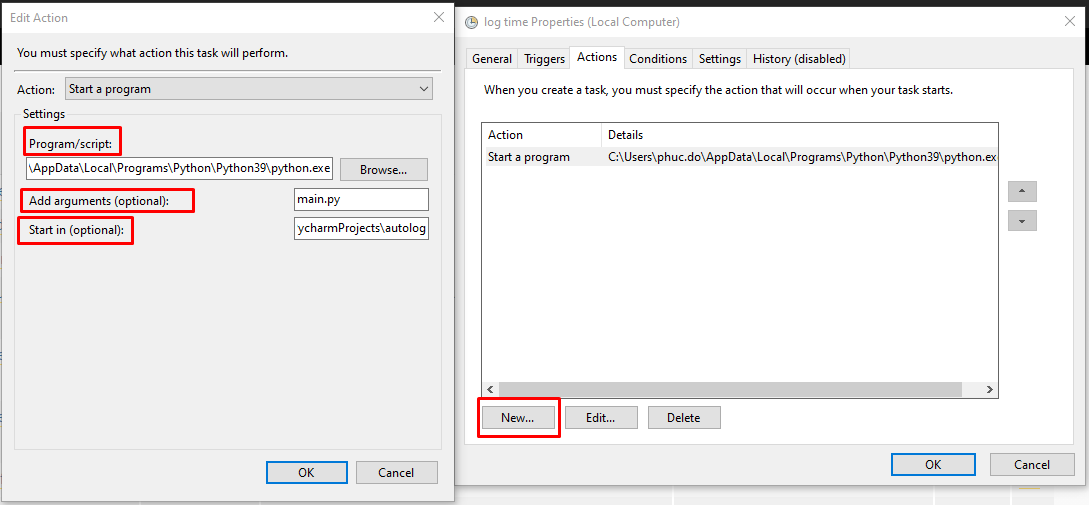 Edit Action
You must specify what action this task will perform.
Action: Start a program
Settings
Program/script:
\AppData\Local\Programs\Python\Python39\python.exe Browse...
Add arguments (optional): main.py
Start in (optional): ycharmProjects\autolog
OK Cancel
log time Properties (Local Computer)
General Triggers Actions Conditions Settings History (disabled)
When you create a task, you must specify the action that will occur when your task starts.
Action Details
Start a program C:\Users\phuc.do\AppData\Local\Programs\Python\Python39\python.exe
New... Edit... Delete
OK Cancel